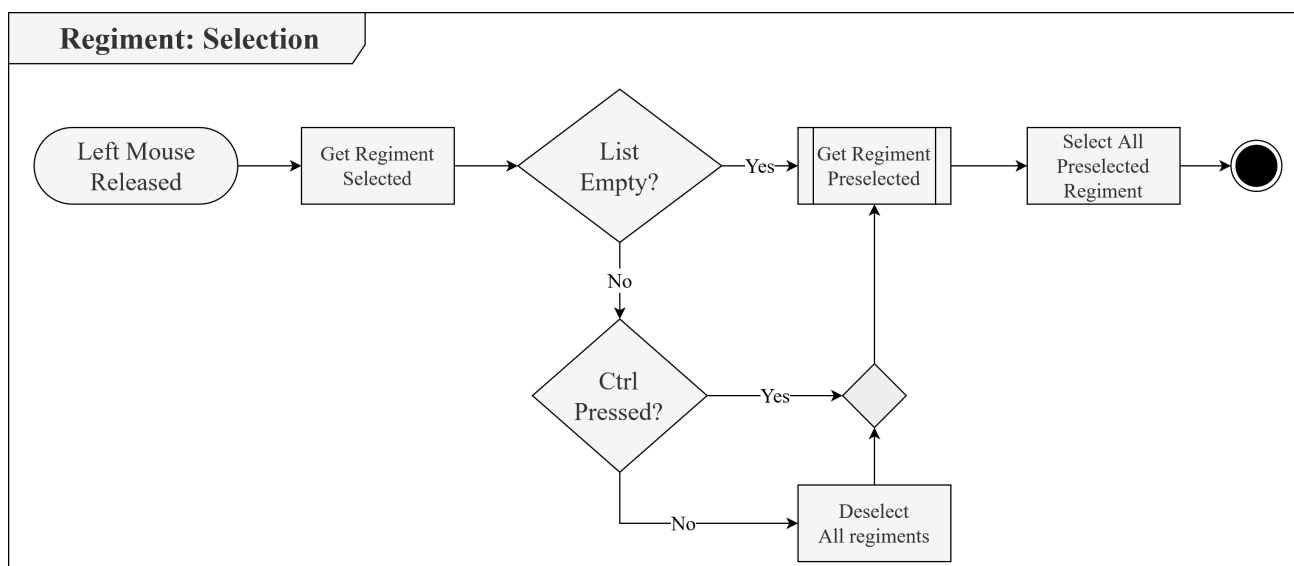 Regiment: Selection
Left Mouse
Released
Get Regiment
Selected
List
Empty?
Yes
Get Regiment
Preselected
Select All
Preselected
Regiment
No
Ctrl
Pressed?
Yes
No
Deselect
All regiments